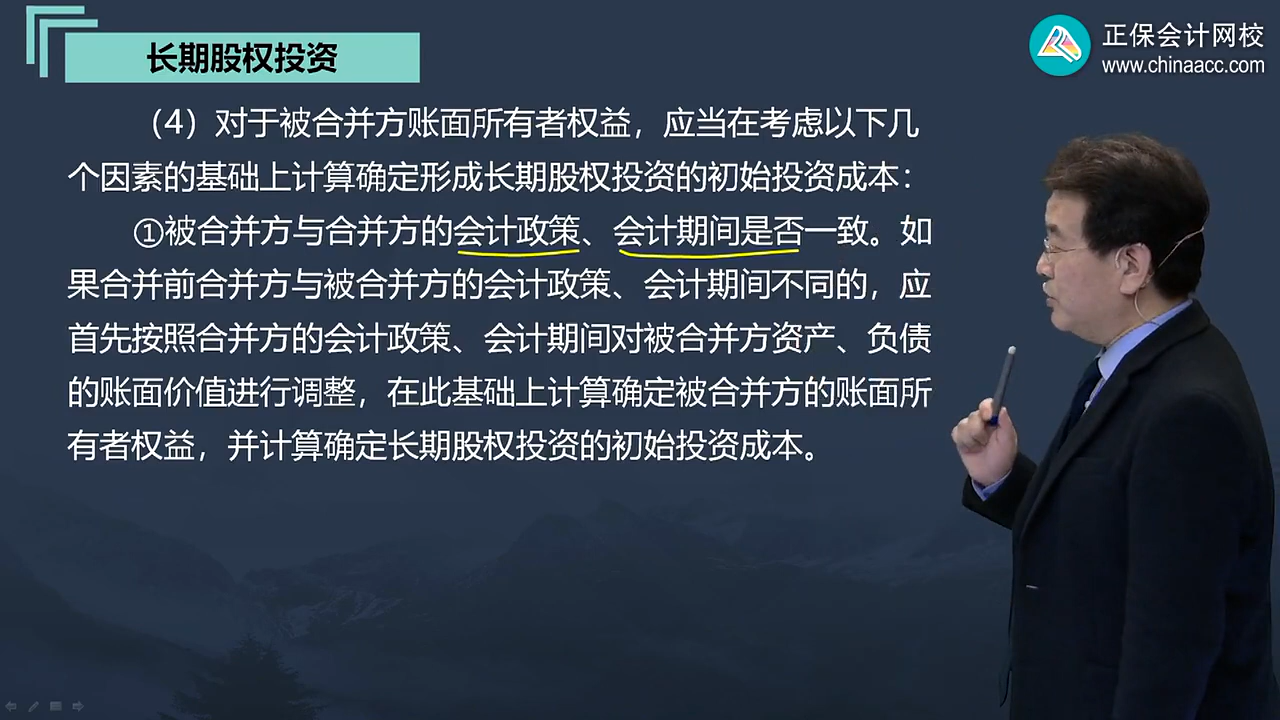 长期股权投资
正保会计网校
www.chinaacc.com
（4）对于被合并方账面所有者权益，应当在考虑以下几
个因素的基础上计算确定形成长期股权投资的初始投资成本：
①被合并方与合并方的会计政策、会计期间是否一致。如
果合并前合并方与被合并方的会计政策、会计期间不同的，应
首先按照合并方的会计政策、会计期间对被合并方资产、负债
的账面价值进行调整，在此基础上计算确定被合并方的账面所
有者权益，并计算确定长期股权投资的初始投资成本。